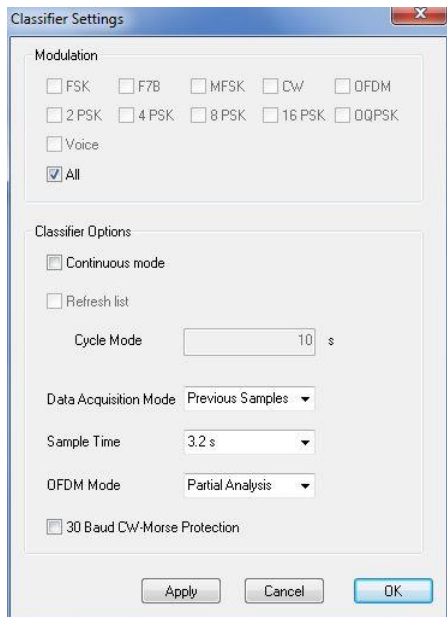 Classifier Settings
Modulation
FSK F7B MFSK CW OFDM
2 PSK 4 PSK 8 PSK 16 PSK OQPSK
Voice
All
Classifier Options
Continuous mode
Refresh list
Cycle Mode 10 s
Data Acquisition Mode Previous Samples
Sample Time 3.2 s
OFDM Mode Partial Analysis
30 Baud CW-Morse Protection
Apply Cancel OK